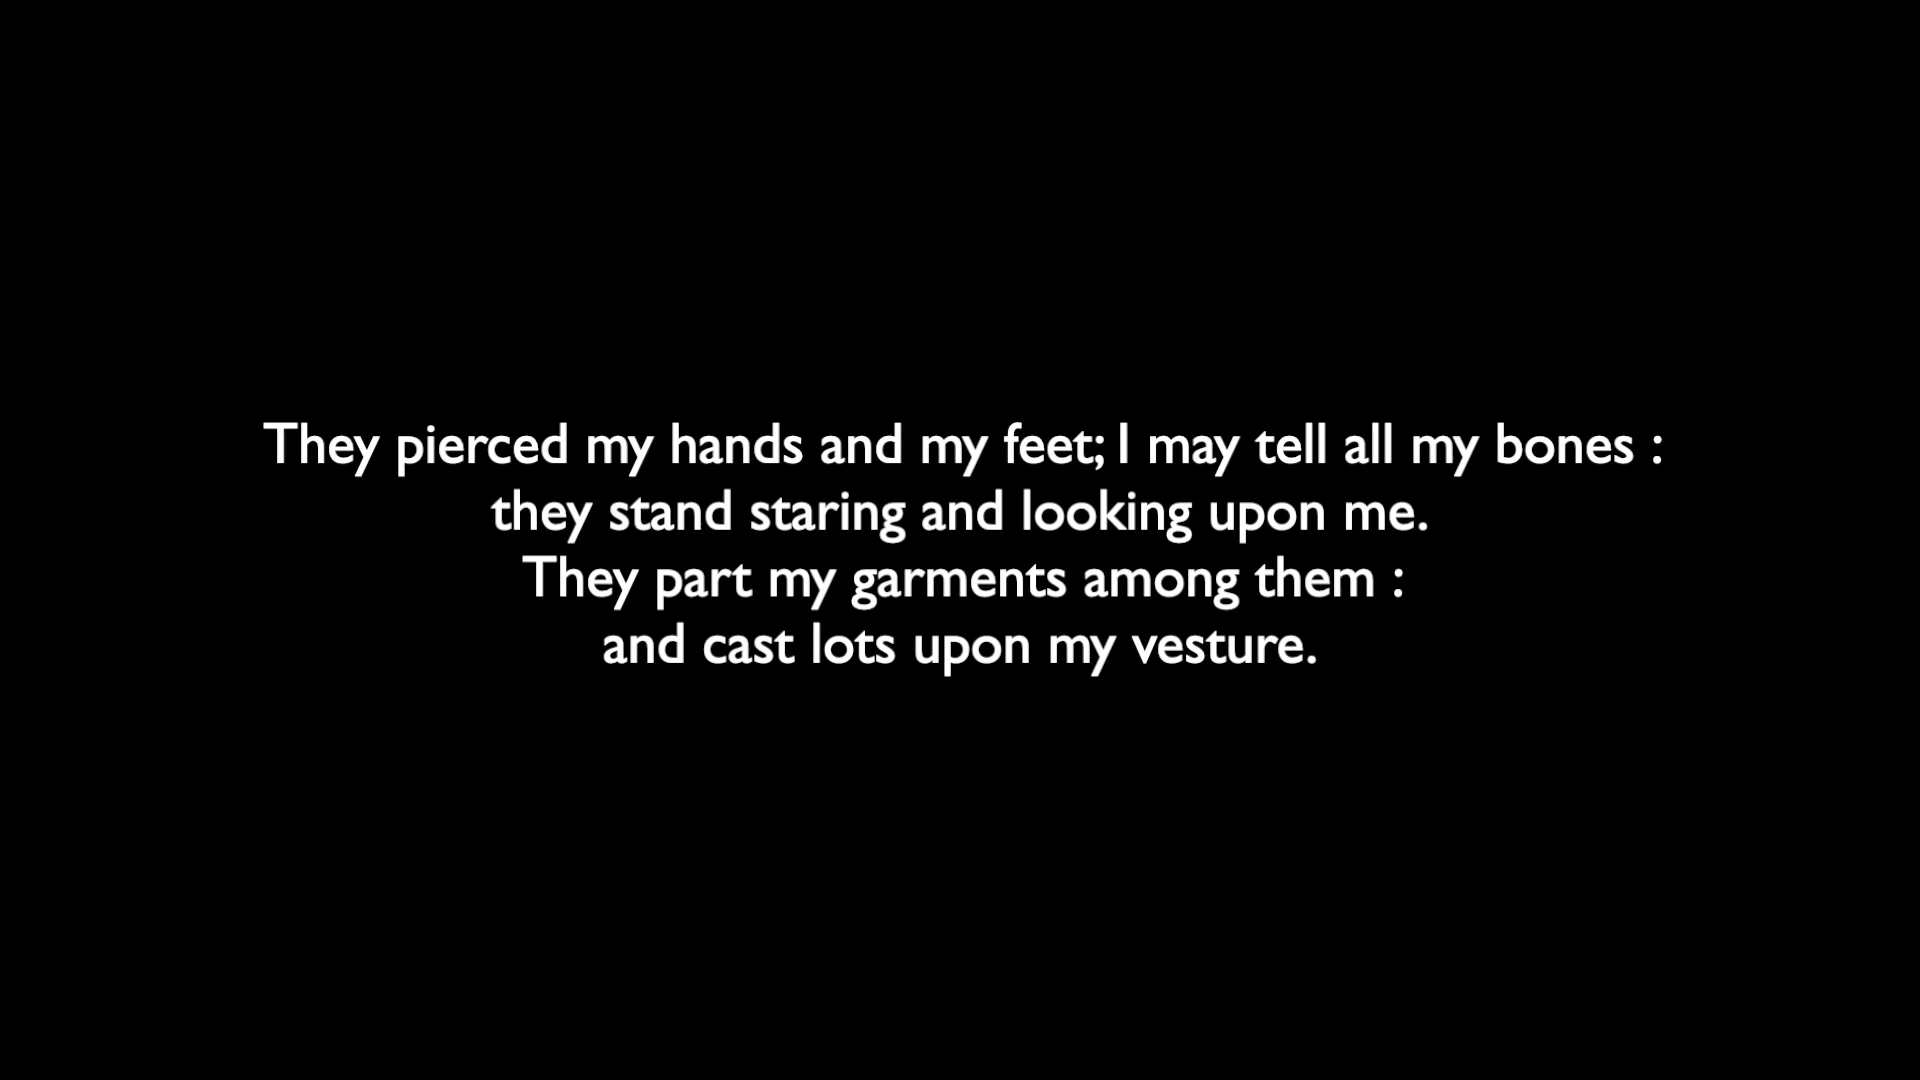 They pierced my hands and my feet; I may tell all my bones :
they stand staring and looking upon me.
They part my garments among them :
and cast lots upon my vesture.